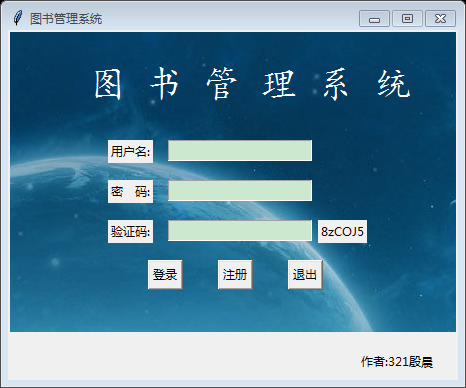 图书管理系统
图书管理系统
用户名:
密 码:
验证码: 8zCOJ5
登录 注册 退出
作者:321殷晨